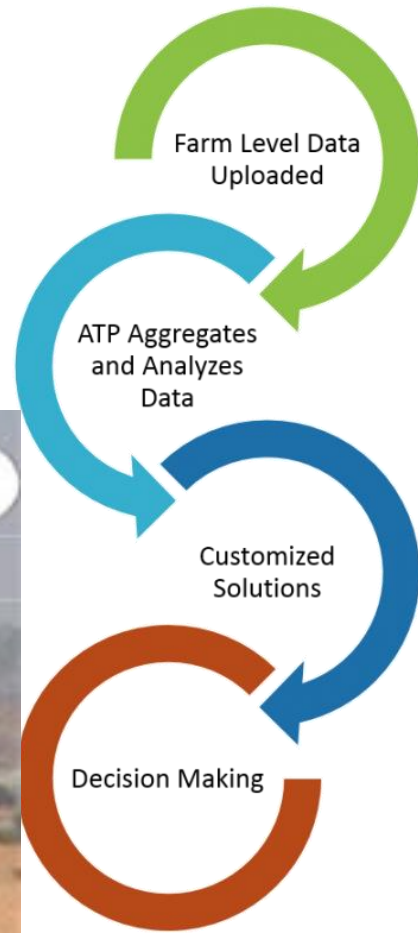 Farm Level Data
Uploaded
ATP Aggregates
and Analyzes
Data
Customized
Solutions
Decision Making